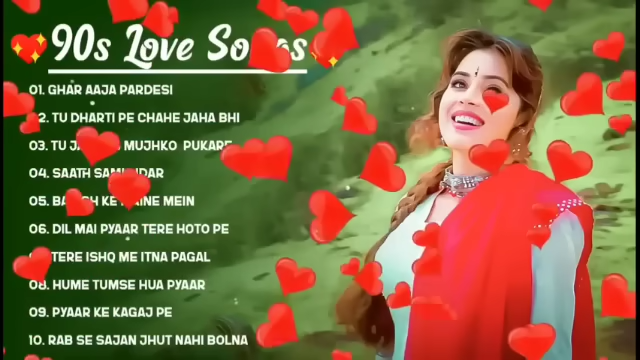 90s Love Songs
01. GHAR AAJA PARDESI
02. TU DHARTI PE CHAHE JAHA BHI
03. TU MUJHKO PUKARE
04. SAATH
05. KE MEIN
06. DIL MAI PYAAR TERE HOTO PE
TERE ISHQ ME ITNA PAGAL
08. HUME TUMSE HUA PYAAR
09. PYAAR KE KAGAJ PE
10. RAB SE SAJAN JHUT NAHI BOLNA